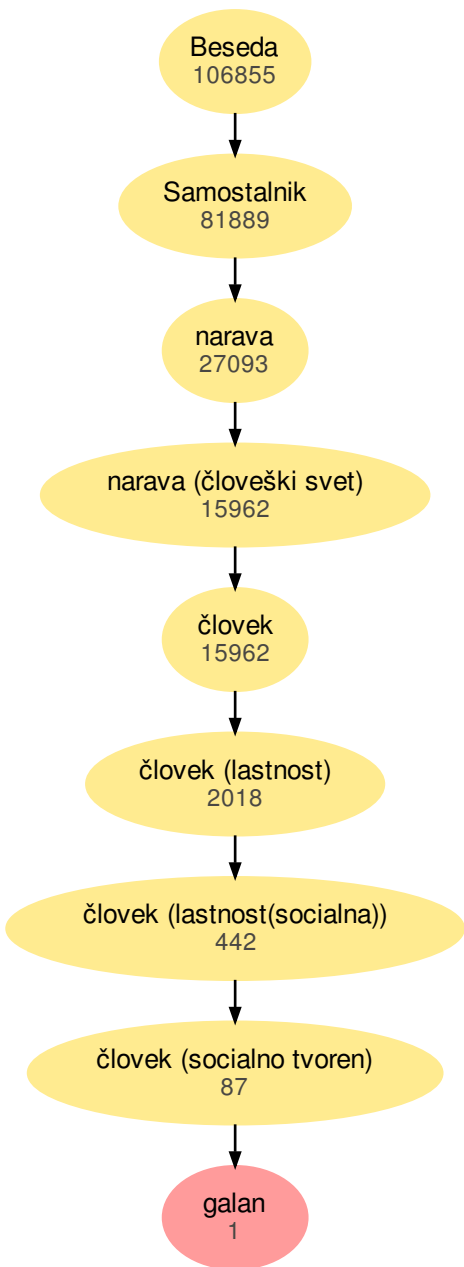 Beseda
106855
Samostalnik
81889
narava
27093
narava (človeški svet)
15962
človek
15962
človek (lastnost)
2018
človek (lastnost(socialna))
442
človek (socialno tvoren)
87
galan
1